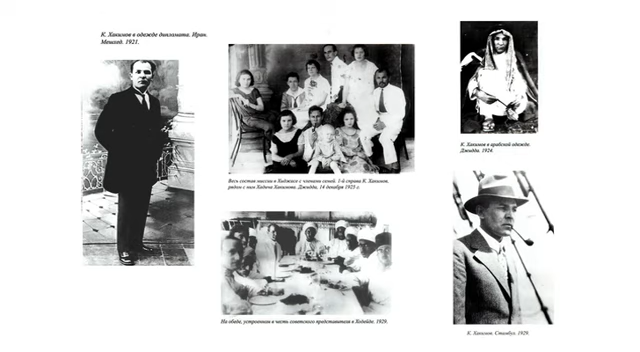 К. Хакимов в одежде дипломата. Иран.
Мешхед. 1921.
Весь состав миссии в Хиджазе с членами семей. 3-й справа К. Хакимов,
рядом с ним Хадича Хакимова. Джидда, 14 декабря 1925 г.
На обеде, устроенном в честь советского представителя в Ходейде. 1929.
К. Хакимов в арабской одежде.
Джидда. 1924.
К. Хакимов. Стамбул. 1929.